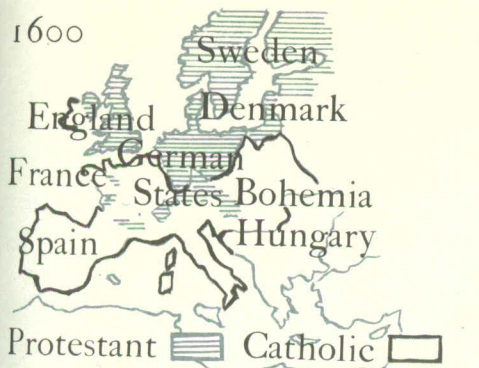 1600
Sweden
Denmark
England
German
France
States Bohemia
Spain
Hungary
Protestant Catholic